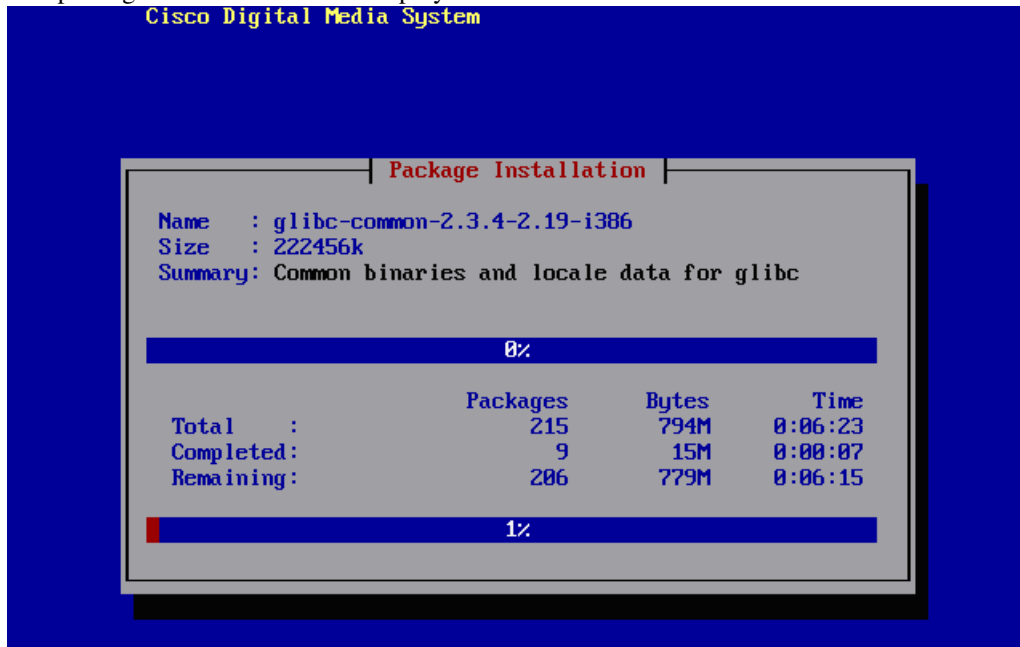 Cisco Digital Media System
Package Installation
Name : glibc-common-2.3.4-2.19-i386
Size : 222456k
Summary: Common binaries and locale data for glibc
0%
Packages Bytes Time
Total : 215 794M 0:06:23
Completed: 9 15M 0:00:07
Remaining: 206 779M 0:06:15
1%